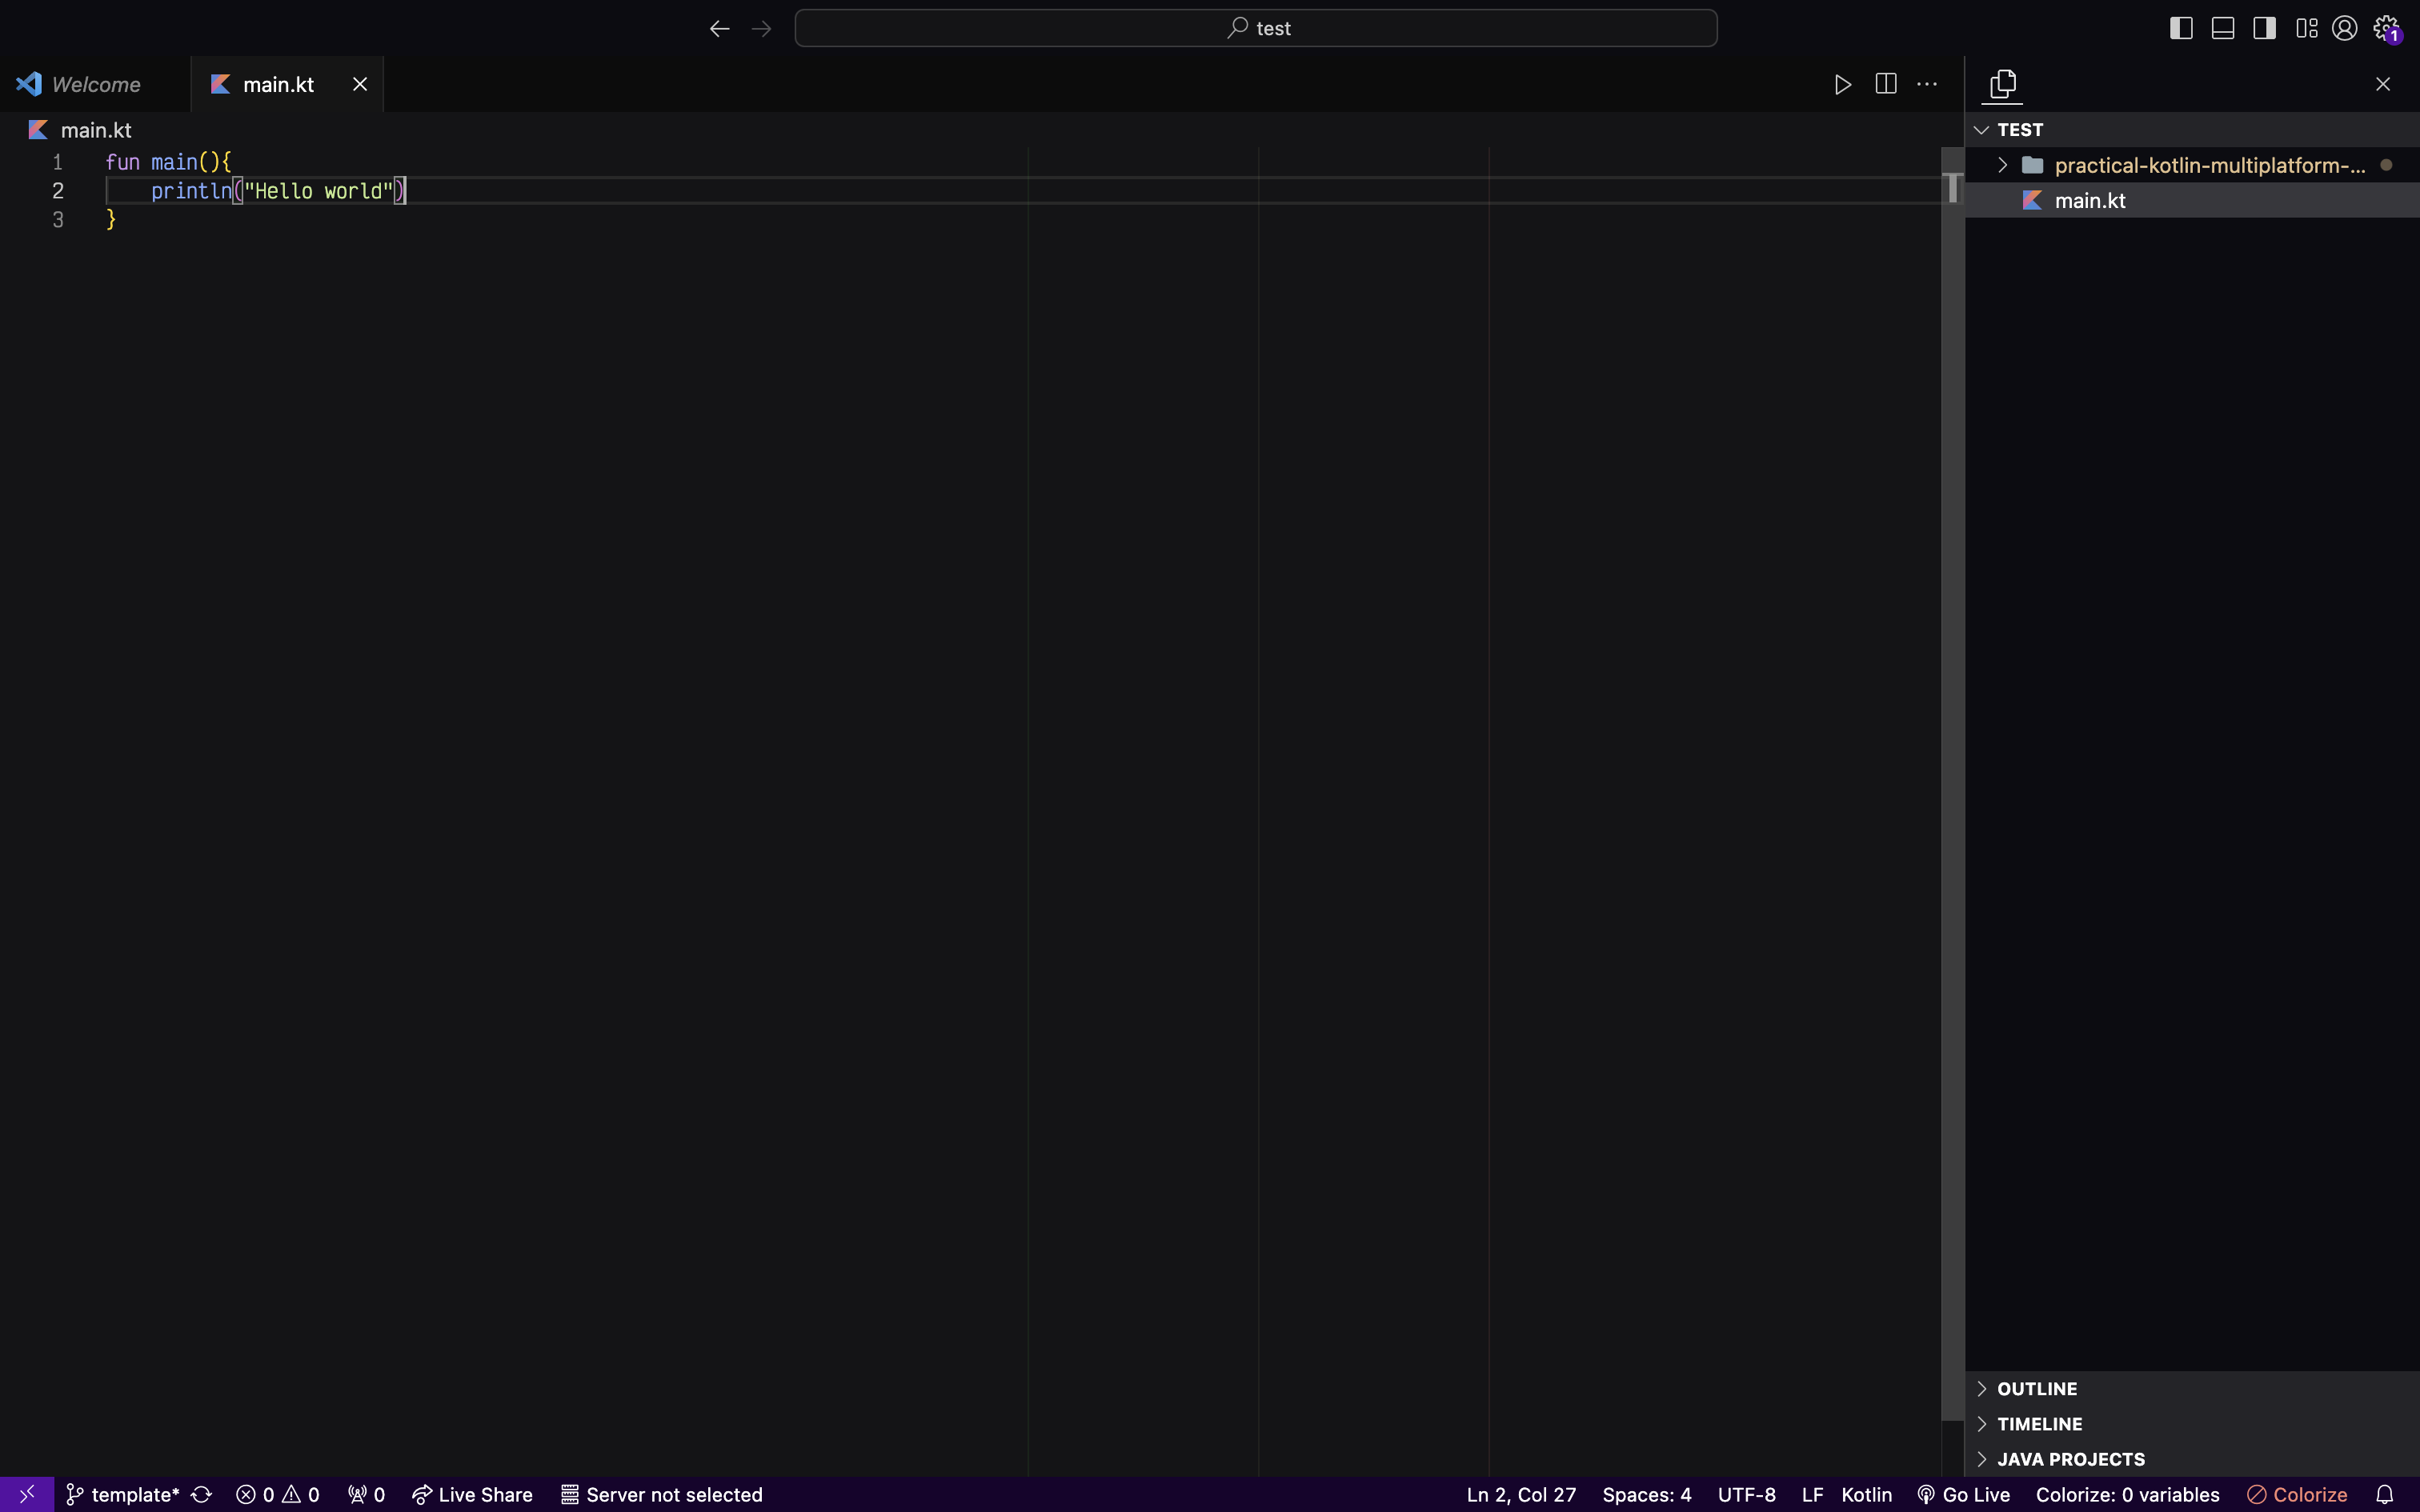 test
1
Welcome
main.kt
main.kt
1 fun main(){
2 println("Hello world")
3 }
TEST
practical-kotlin-multiplatform-...
main.kt
OUTLINE
TIMELINE
JAVA PROJECTS
template* 0 0 0 Live Share Server not selected Ln 2, Col 27 Spaces: 4 UTF-8 LF Kotlin Go Live Colorize: 0 variables Colorize